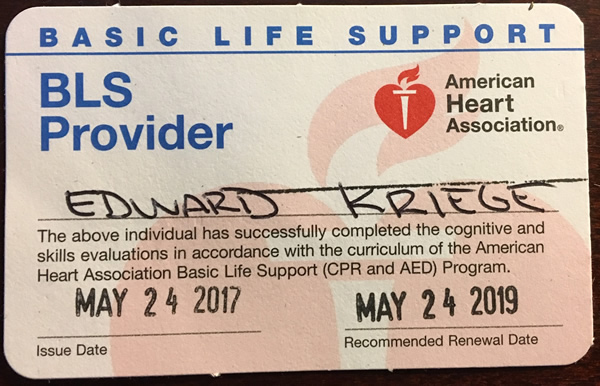 BASIC LIFE SUPPORT
BLS
Provider
American
Heart
Association®
EDWARD KRIEGE
The above individual has successfully completed the cognitive and
skills evaluations in accordance with the curriculum of the American
Heart Association Basic Life Support (CPR and AED) Program.
MAY 24 2017 MAY 24 2019
Issue Date Recommended Renewal Date